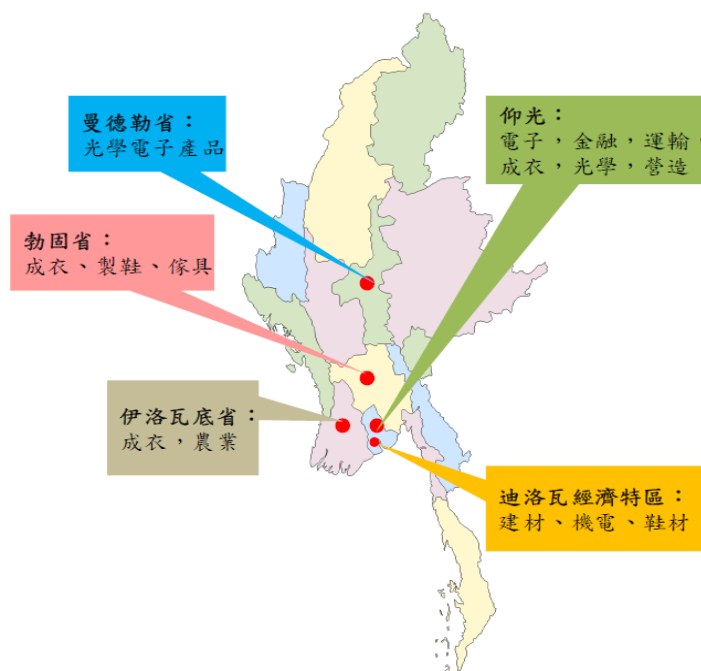 曼德勒省：
光學電子產品
仰光：
電子，金融，運輸，
成衣，光學，營造
勃固省：
成衣、製鞋、傢具
伊洛瓦底省：
成衣，農業
迪洛瓦經濟特區：
建材、機電、鞋材